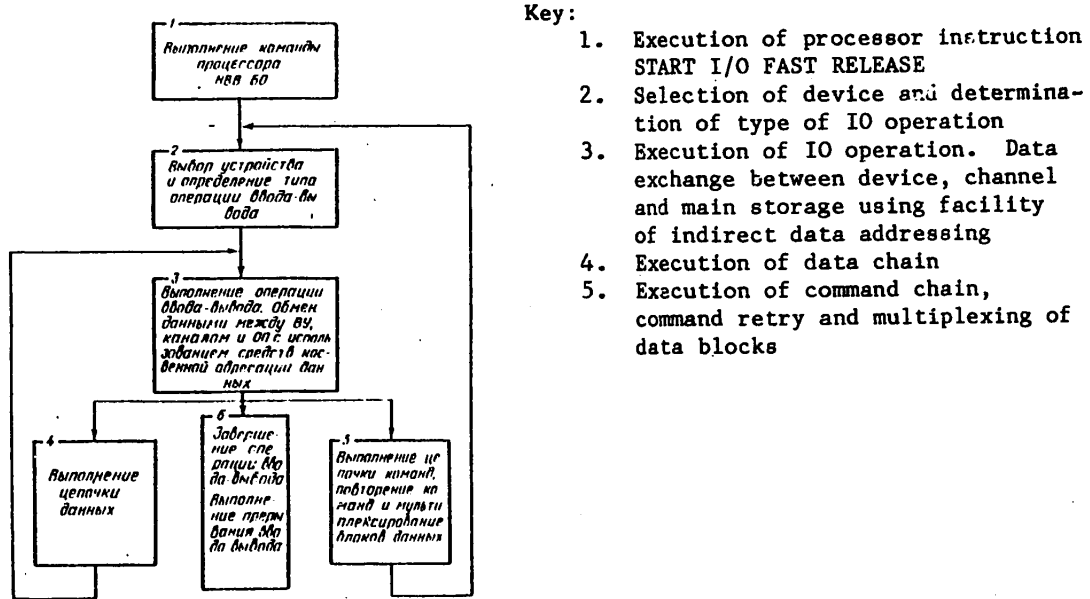 1
Выполнение команды
процессора
НВВ БО
2
Выбор устройства
и определение типа
операции ввода-вы
вода
3
Выполнение операции
ввода-вывода. Обмен
данными между ВУ,
каналом и ОП с исполь
зованием средств кос-
венной адресации дан
ных
4
Выполнение
цепочки
данных
6
Заверше-
ние опе
рации вво
да-вывода
Выполне-
ние преры
вания вво
да вывода
5
Выполнение це
почки команд,
повторение ко
манд и мульти
плексирование
блоков данных
Key:
1. Execution of processor instruction
START I/O FAST RELEASE
2. Selection of device and determina-
tion of type of IO operation
3. Execution of IO operation. Data
exchange between device, channel
and main storage using facility
of indirect data addressing
4. Execution of data chain
5. Execution of command chain,
command retry and multiplexing of
data blocks